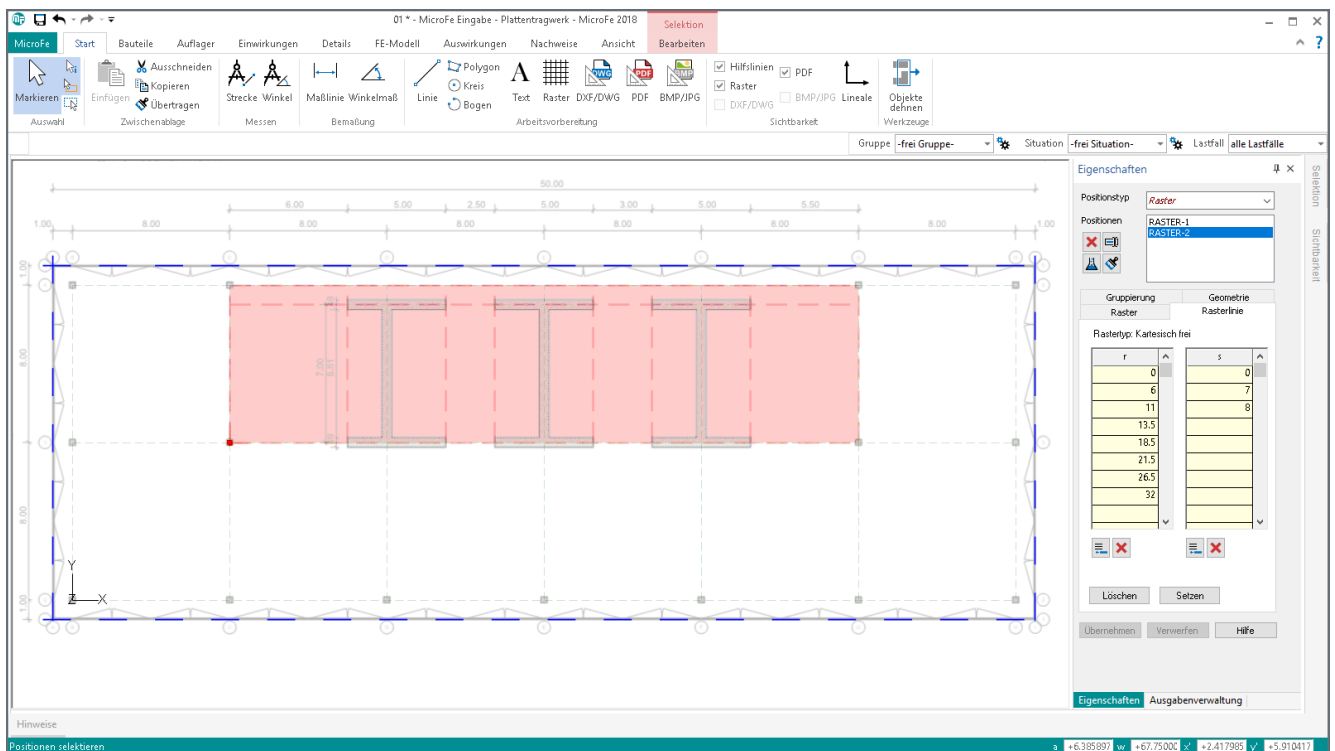 01 * - MicroFe Eingabe - Plattentragwerk - MicroFe 2018
Selektion
MicroFe Start Bauteile Auflager Einwirkungen Details FE-Modell Auswirkungen Nachweise Ansicht Bearbeiten
Markieren
Auswahl
Einfügen
Ausschneiden
Kopieren
Übertragen
Zwischenablage
Strecke Winkel
Messen
Maßlinie Winkelmaß
Bemaßung
Linie
Polygon
Kreis
Bogen
Text Raster DXF/DWG PDF BMP/JPG
Arbeitsvorbereitung
Hilfslinien
Raster
DXF/DWG
PDF
BMP/JPG
Lineale
Sichtbarkeit
Objekte dehnen
Werkzeuge
Gruppe -frei Gruppe- Situation -frei Situation- Lastfall alle Lastfälle
50.00
6.00 5.00 2.50 5.00 3.00 5.00 5.50
1.00 8.00 8.00 8.00 8.00 8.00 8.00 1.00
1.00
8.00
8.00
1.00
7.00
Y
Z X
Eigenschaften
Positionstyp Raster
Positionen
RASTER-1
RASTER-2
Gruppierung Geometrie
Raster Rasterlinie
Rastertyp: Kartesisch frei
r s
0 0
6 7
11 8
13.5
18.5
21.5
26.5
32
Löschen Setzen
Übernehmen Verwerfen Hilfe
Eigenschaften Ausgabenverwaltung
Selektion
Sichtbarkeit
Hinweise
Positionen selektieren
a +6.385897 w +67.7500C x' +2.417985 y' +5.910417